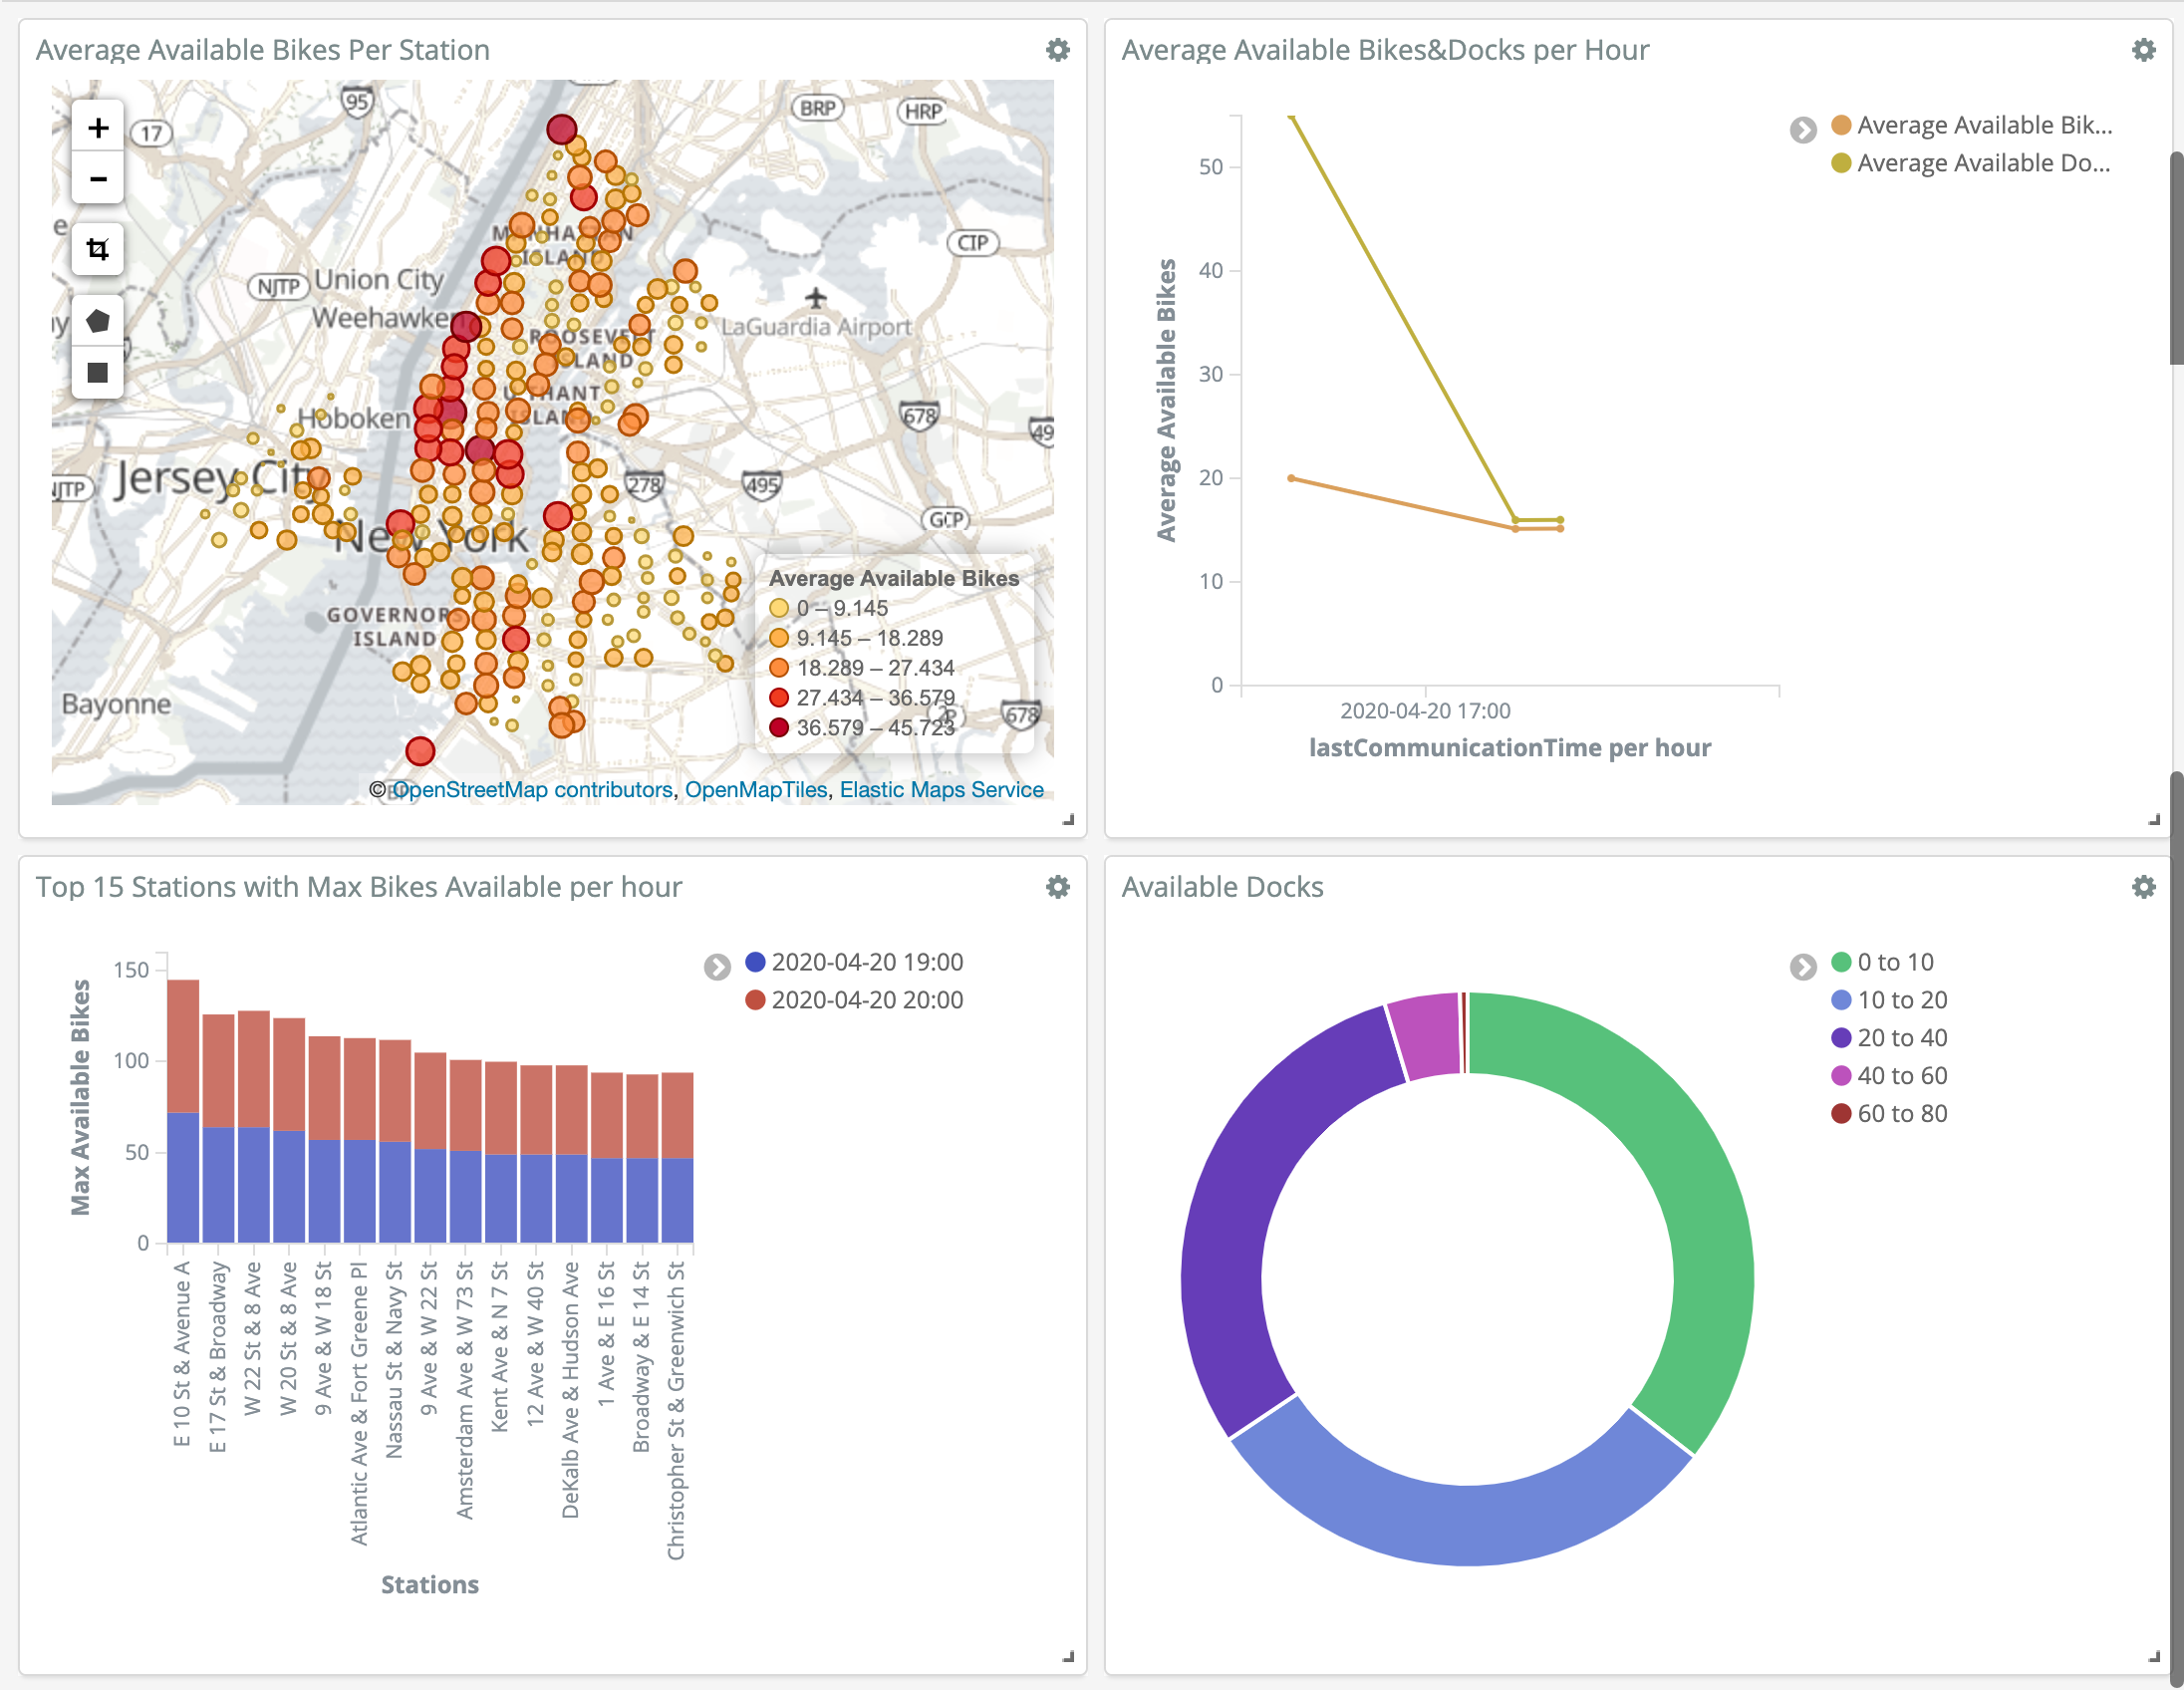 Average Available Bikes Per Station
95
17
BRP
HRP
CIP
NJTP
Union City
Weehawken
LaGuardia Airport
Hoboken
678
Jersey City
NJTP
278
495
GCP
New York
GOVERNORS
ISLAND
Bayonne
678
+
−
Average Available Bikes
0 – 9.145
9.145 – 18.289
18.289 – 27.434
27.434 – 36.579
36.579 – 45.723
© OpenStreetMap contributors, OpenMapTiles, Elastic Maps Service
Average Available Bikes&Docks per Hour
Average Available Bikes
50
40
30
20
10
0
2020-04-20 17:00
lastCommunicationTime per hour
Average Available Bik...
Average Available Do...
Top 15 Stations with Max Bikes Available per hour
Max Available Bikes
150
100
50
0
E 10 St & Avenue A
E 17 St & Broadway
W 22 St & 8 Ave
W 20 St & 8 Ave
9 Ave & W 18 St
Atlantic Ave & Fort Greene Pl
Nassau St & Navy St
9 Ave & W 22 St
Amsterdam Ave & W 73 St
Kent Ave & N 7 St
12 Ave & W 40 St
DeKalb Ave & Hudson Ave
1 Ave & E 16 St
Broadway & E 14 St
Christopher St & Greenwich St
Stations
2020-04-20 19:00
2020-04-20 20:00
Available Docks
0 to 10
10 to 20
20 to 40
40 to 60
60 to 80